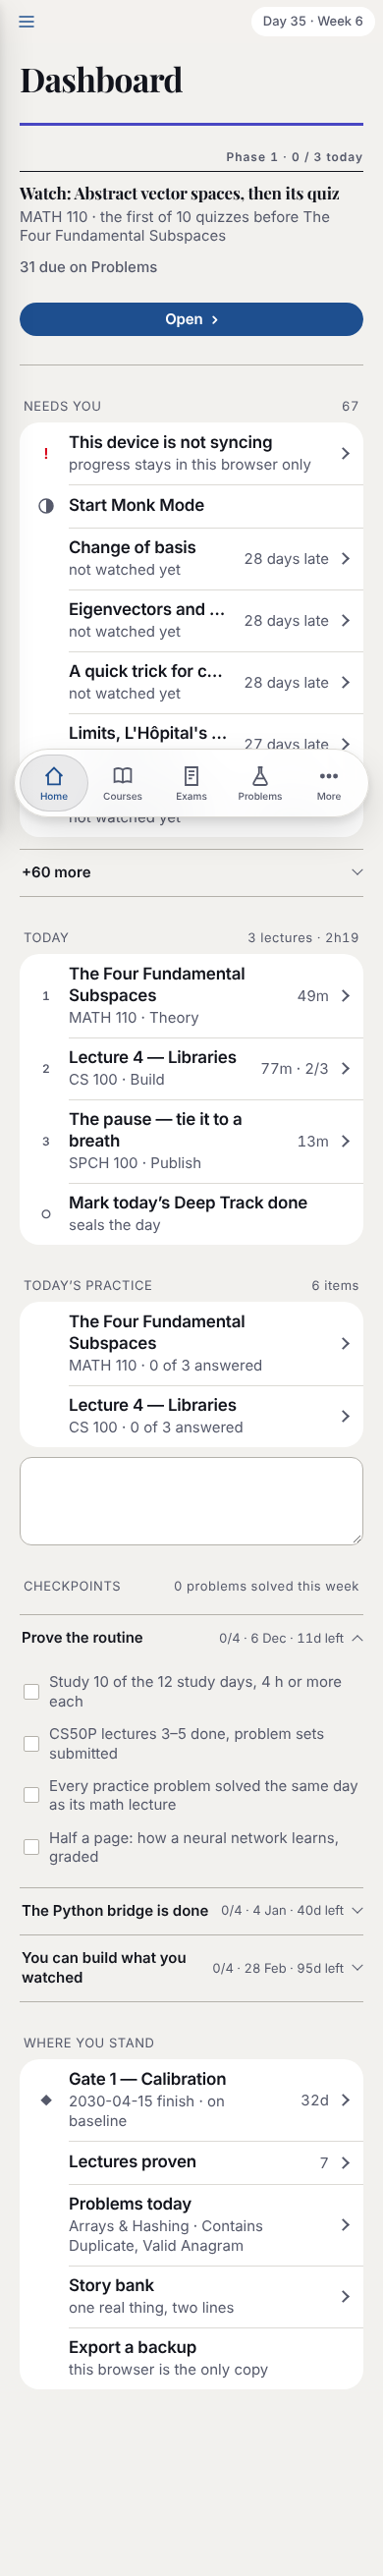 Day 35 · Week 6
Dashboard
Phase 1 · 0 / 3 today
Watch: Abstract vector spaces, then its quiz
MATH 110 · the first of 10 quizzes before The
Four Fundamental Subspaces
31 due on Problems
Open ›
NEEDS YOU 67
! This device is not syncing
progress stays in this browser only
Start Monk Mode
Change of basis
not watched yet
28 days late
Eigenvectors and …
not watched yet
28 days late
A quick trick for c…
not watched yet
28 days late
Limits, L'Hôpital's …
27 days late
Home
Courses
Exams
Problems
More
not watched yet
+60 more
TODAY 3 lectures · 2h19
1
The Four Fundamental
Subspaces
MATH 110 · Theory
49m
2
Lecture 4 — Libraries
CS 100 · Build
77m · 2/3
3
The pause — tie it to a
breath
SPCH 100 · Publish
13m
Mark today’s Deep Track done
seals the day
TODAY’S PRACTICE 6 items
The Four Fundamental
Subspaces
MATH 110 · 0 of 3 answered
Lecture 4 — Libraries
CS 100 · 0 of 3 answered
CHECKPOINTS 0 problems solved this week
Prove the routine 0/4 · 6 Dec · 11d left
Study 10 of the 12 study days, 4 h or more
each
CS50P lectures 3–5 done, problem sets
submitted
Every practice problem solved the same day
as its math lecture
Half a page: how a neural network learns,
graded
The Python bridge is done 0/4 · 4 Jan · 40d left
You can build what you
watched
0/4 · 28 Feb · 95d left
WHERE YOU STAND
Gate 1 — Calibration
2030-04-15 finish · on
baseline
32d
Lectures proven 7
Problems today
Arrays & Hashing · Contains
Duplicate, Valid Anagram
Story bank
one real thing, two lines
Export a backup
this browser is the only copy